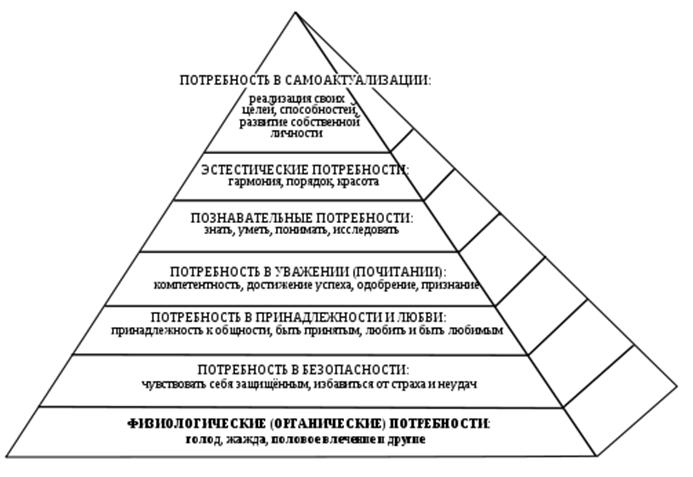 ПОТРЕБНОСТЬ В САМОАКТУАЛИЗАЦИИ:
реализация своих
целей, способностей,
развитие собственной
личности
ЭСТЕСТИЧЕСКИЕ ПОТРЕБНОСТИ:
гармония, порядок, красота
ПОЗНАВАТЕЛЬНЫЕ ПОТРЕБНОСТИ:
знать, уметь, понимать, исследовать
ПОТРЕБНОСТЬ В УВАЖЕНИИ (ПОЧИТАНИИ):
компетентность, достижение успеха, одобрение, признание
ПОТРЕБНОСТЬ В ПРИНАДЛЕЖНОСТИ И ЛЮБВИ:
принадлежность к общности, быть принятым, любить и быть любимым
ПОТРЕБНОСТЬ В БЕЗОПАСНОСТИ:
чувствовать себя защищённым, избавиться от страха и неудач
ФИЗИОЛОГИЧЕСКИЕ (ОРГАНИЧЕСКИЕ) ПОТРЕБНОСТИ:
голод, жажда, половое влечение и другие